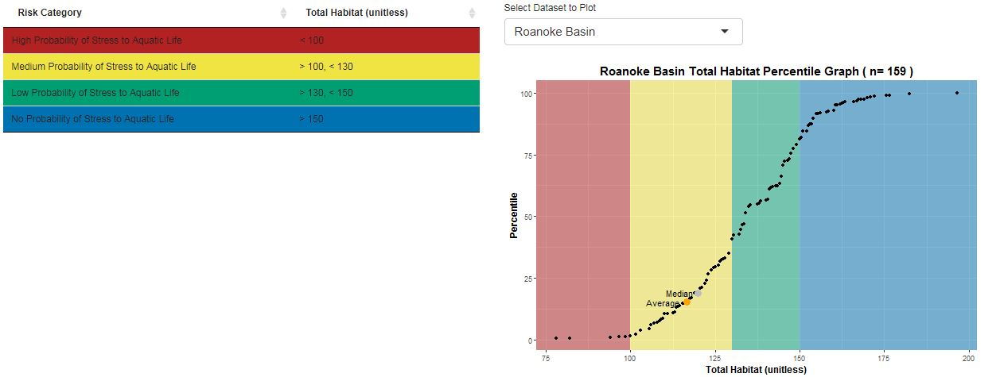 Risk Category Total Habitat (unitless)
High Probability of Stress to Aquatic Life < 100
Medium Probability of Stress to Aquatic Life > 100, < 130
Low Probability of Stress to Aquatic Life > 130, < 150
No Probability of Stress to Aquatic Life > 150
Select Dataset to Plot
Roanoke Basin
Roanoke Basin Total Habitat Percentile Graph ( n= 159 )
Percentile
100
75
50
25
0
Median
Average
75 100 125 150 175 200
Total Habitat (unitless)